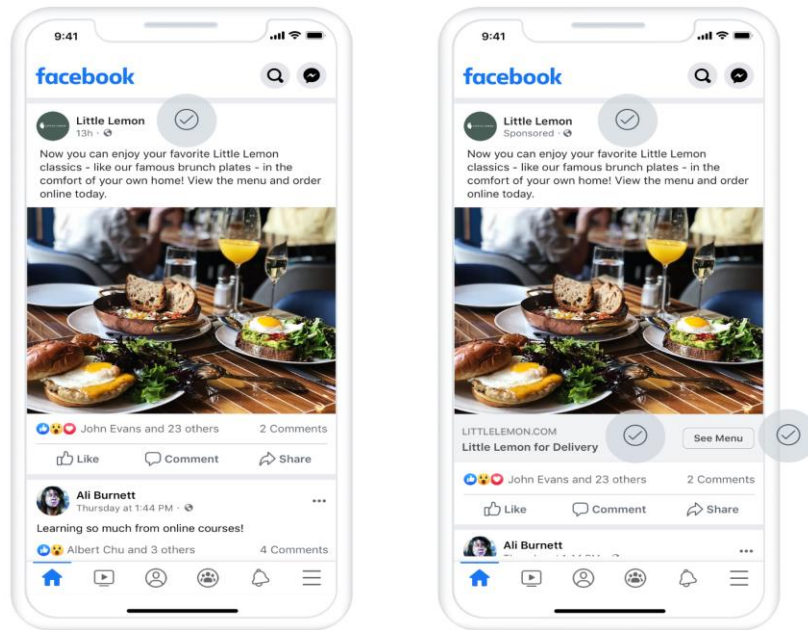 9:41
facebook
Little Lemon
13h ·
Now you can enjoy your favorite Little Lemon
classics - like our famous brunch plates - in the
comfort of your own home! View the menu and order
online today.
John Evans and 23 others 2 Comments
Like Comment Share
Ali Burnett
Thursday at 1:44 PM ·
Learning so much from online courses!
Albert Chu and 3 others 4 Comments
9:41
facebook
Little Lemon
Sponsored ·
Now you can enjoy your favorite Little Lemon
classics - like our famous brunch plates - in the
comfort of your own home! View the menu and order
online today.
LITTLELEMON.COM
Little Lemon for Delivery See Menu
John Evans and 23 others 2 Comments
Like Comment Share
Ali Burnett